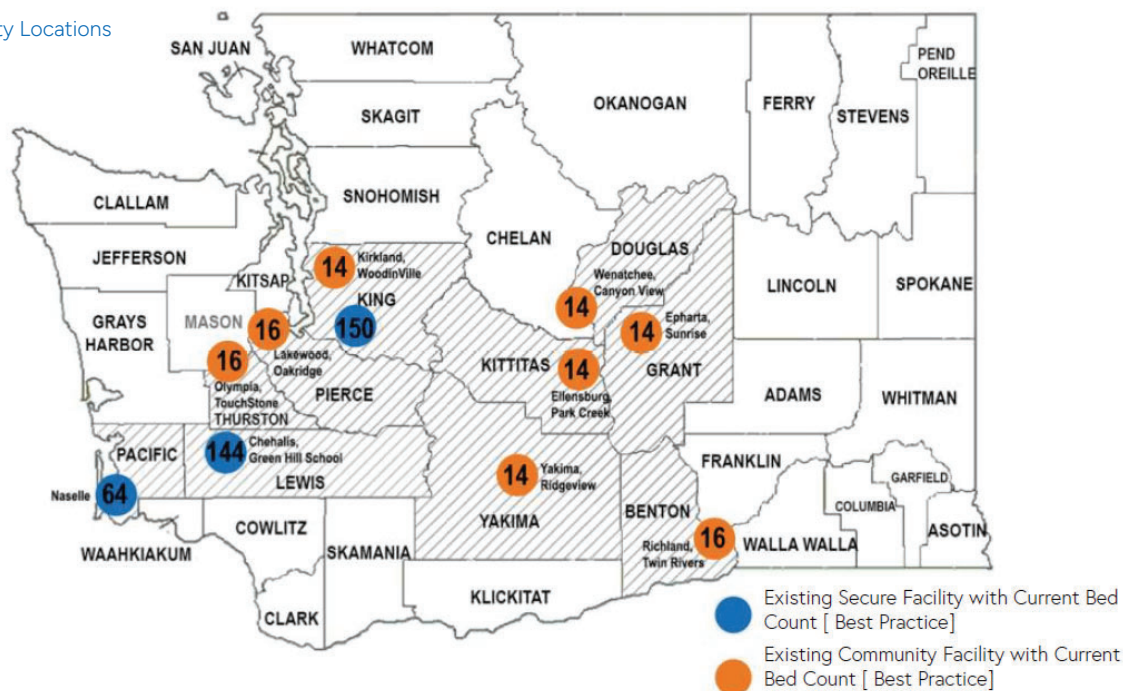 ty Locations
SAN JUAN
WHATCOM
PEND
OREILLE
OKANOGAN
FERRY
STEVENS
SKAGIT
SNOHOMISH
CLALLAM
CHELAN
DOUGLAS
JEFFERSON
KITSAP
14
Kirkland,
WoodinVille
KING
150
Wenatchee,
Canyon View
14
LINCOLN
SPOKANE
GRAYS
HARBOR
MASON
16
Lakewood,
Oakridge
14
Epharta,
Sunrise
GRANT
KITTITAS
14
Ellensburg,
Park Creek
16
Olympia,
TouchStone
THURSTON
PIERCE
ADAMS
WHITMAN
PACIFIC
144
Chehalis,
Green Hill School
LEWIS
Naselle
64
14
Yakima,
Ridgeview
YAKIMA
FRANKLIN
BENTON
GARFIELD
COLUMBIA
ASOTIN
16
Richland,
Twin Rivers
WALLA WALLA
WAAHKIAKUM
COWLITZ
SKAMANIA
KLICKITAT
CLARK
Existing Secure Facility with Current Bed
Count [ Best Practice]
Existing Community Facility with Current
Bed Count [ Best Practice]